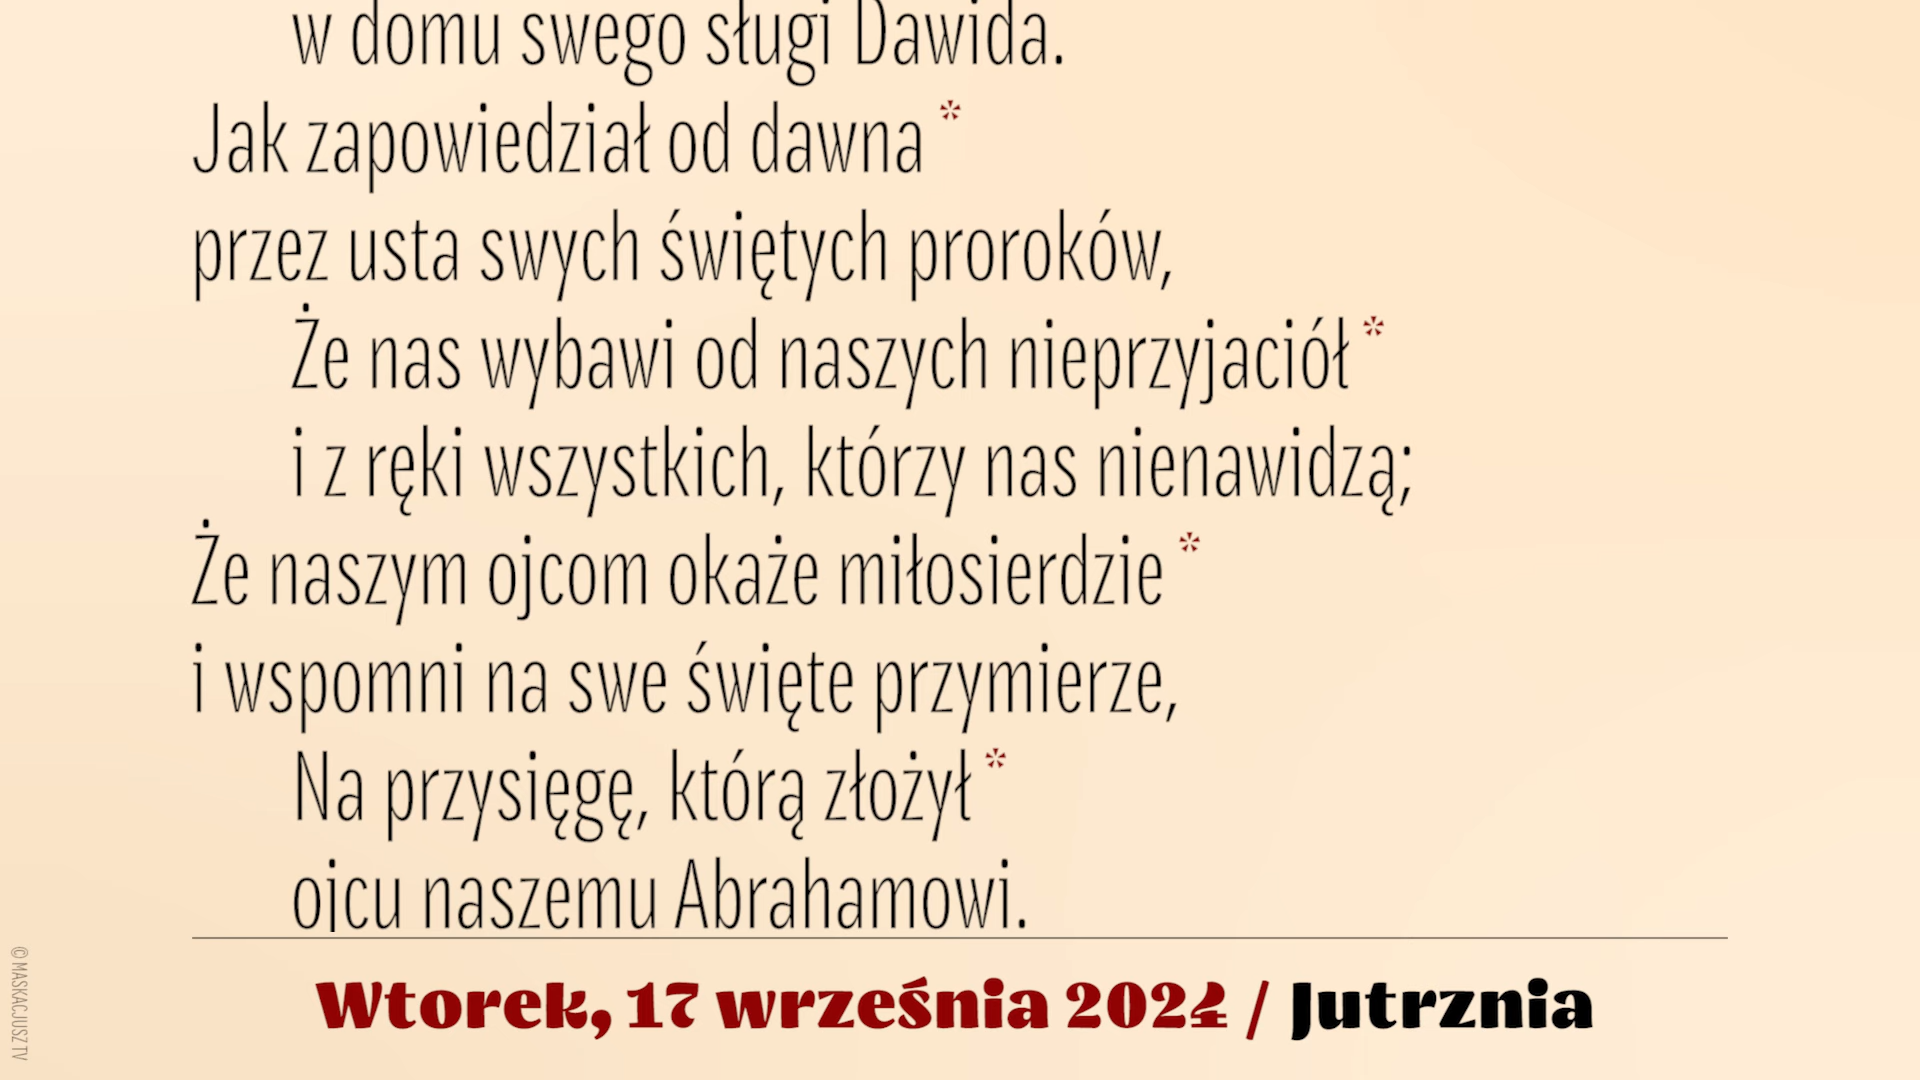 w domu swego sługi Dawida.
Jak zapowiedział od dawna *
przez usta swych świętych proroków,
Że nas wybawi od naszych nieprzyjaciół *
i z ręki wszystkich, którzy nas nienawidzą;
Że naszym ojcom okaże miłosierdzie *
i wspomni na swe święte przymierze,
Na przysięgę, którą złożył *
ojcu naszemu Abrahamowi.
Wtorek, 17 września 2024 / Jutrznia
© MASKACJUSZ TV